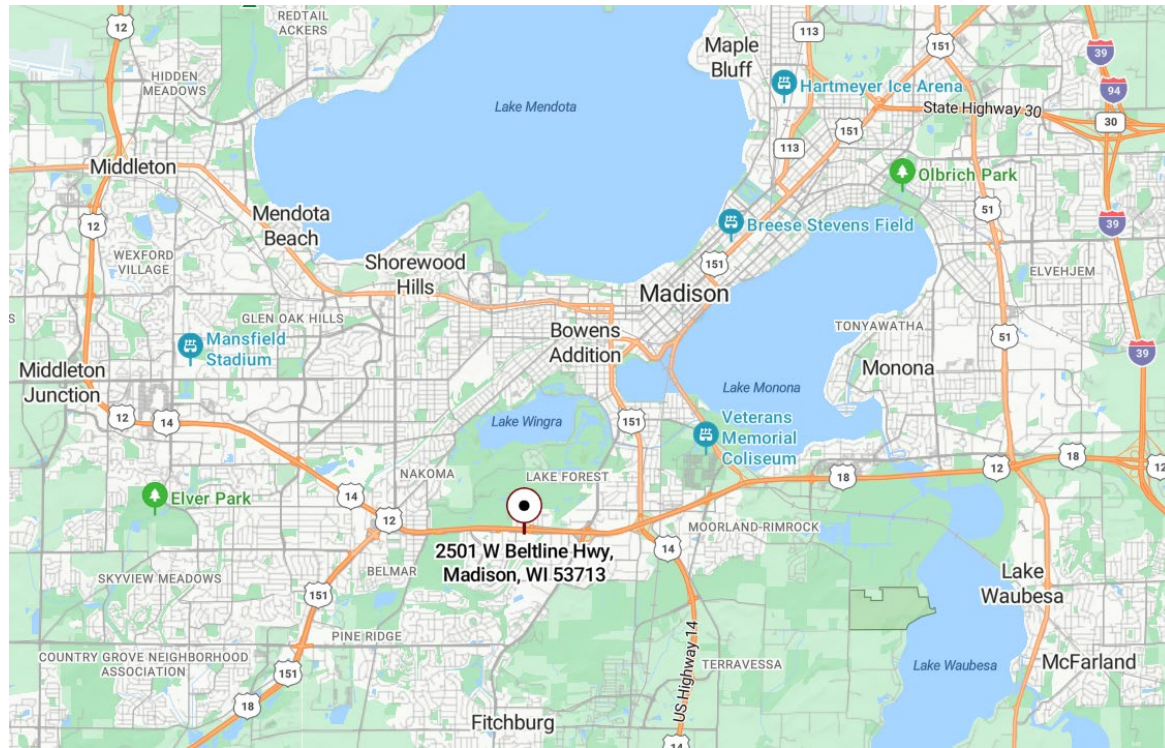 12
REDTAIL
ACKERS
113
Maple
Bluff
151
39
HIDDEN
MEADOWS
Lake Mendota
Hartmeyer Ice Arena
94
State Highway 30
30
151
113
Middleton
Olbrich Park
Mendota
Beach
12
51
39
Breese Stevens Field
WEXFORD
VILLAGE
Shorewood
Hills
151
ELVEHJEM
Madison
GLEN OAK HILLS
S
Bowens
Addition
TONYAWATHA
51
Mansfield
Stadium
39
Middleton
Junction
Monona
Lake Monona
12
14
Lake Wingra
151
Veterans
Memorial
Coliseum
18
12
12
NAKOMA
LAKE FOREST
18
Elver Park
14
12
MOORLAND-RIMROCK
2501 W Beltline Hwy,
Madison, WI 53713
14
BELMAR
SKYVIEW MEADOWS
Lake
Waubesa
151
PINE RIDGE
COUNTRY GROVE NEIGHBORHOOD
ASSOCIATION
151
US Highway 14
TERRAVESSA
Lake Waubesa
McFarland
18
Fitchburg
14